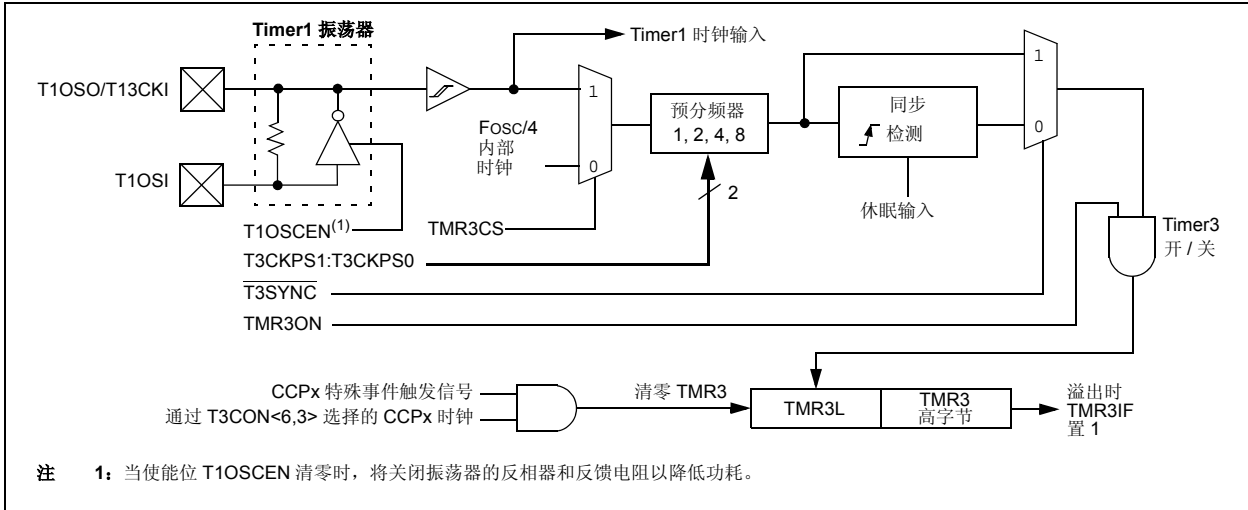 Timer1 振荡器
T1OSO/T13CKI
T1OSI
Timer1 时钟输入
FOSC/4
内部
时钟
1
0
预分频器
1, 2, 4, 8
2
同步
检测
休眠输入
1
0
Timer3
开 / 关
T1OSCEN(1)
TMR3CS
T3CKPS1:T3CKPS0
T3SYNC
TMR3ON
CCPx 特殊事件触发信号
通过 T3CON<6,3> 选择的 CCPx 时钟
清零 TMR3
TMR3L
TMR3
高字节
溢出时
TMR3IF
置 1
注 1: 当使能位 T1OSCEN 清零时，将关闭振荡器的反相器和反馈电阻以降低功耗。